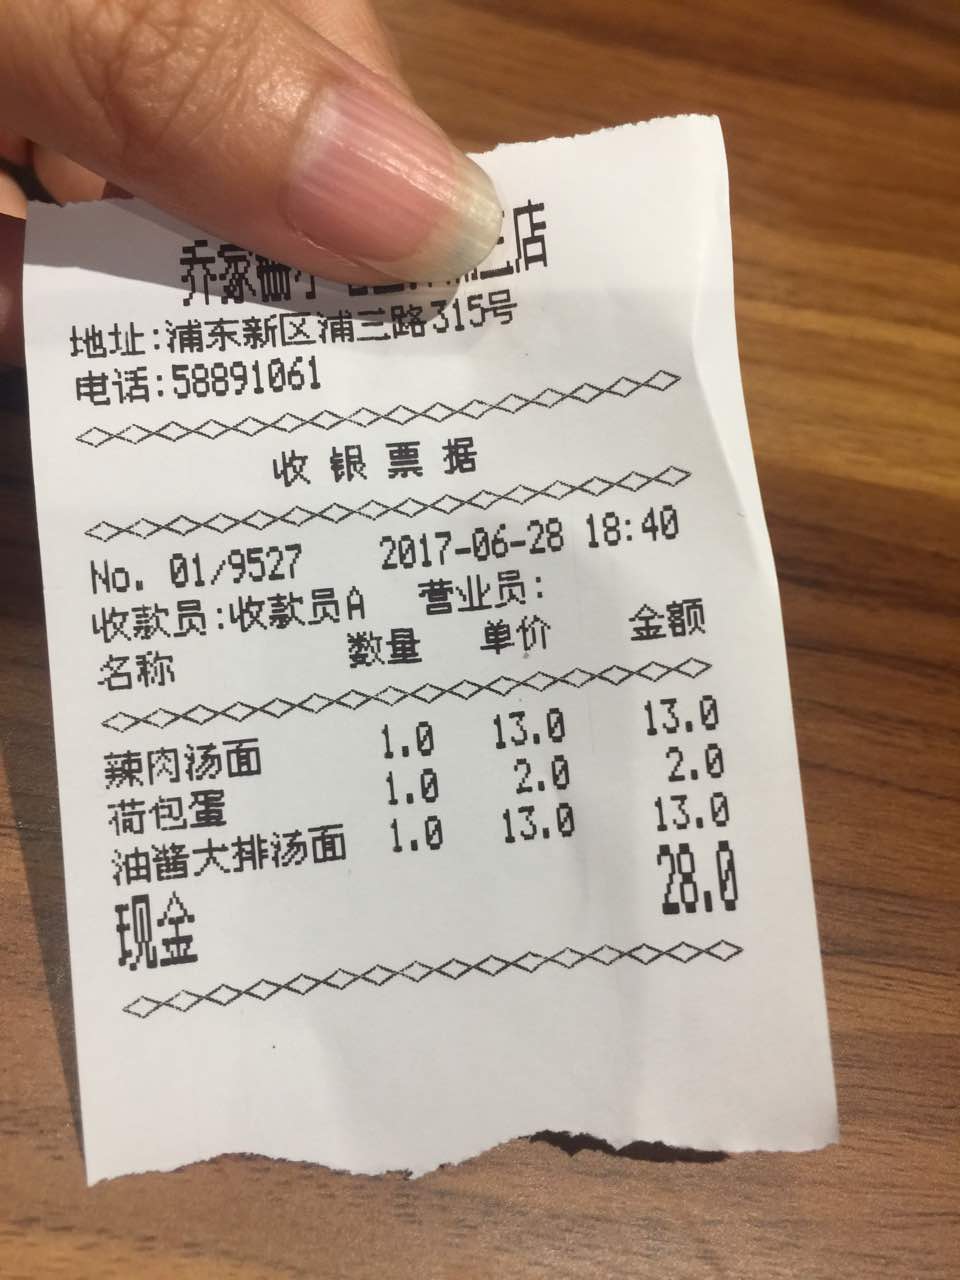 乔家栅 店
地址:浦东新区浦三路315号
电话:58891061
收银票据
No. 01/9527 2017-06-28 18:40
收款员:收款员A 营业员:
名称 数量 单价 金额
辣肉汤面 1.0 13.0 13.0
荷包蛋 1.0 2.0 2.0
油酱大排汤面 1.0 13.0 13.0
现金 28.0